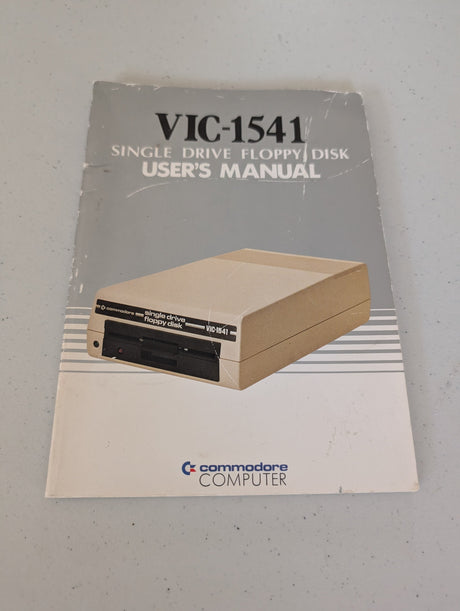 VIC-1541
SINGLE DRIVE FLOPPY DISK
USER'S MANUAL
commodore
single drive
floppy disk
VIC-1541
commodore
COMPUTER